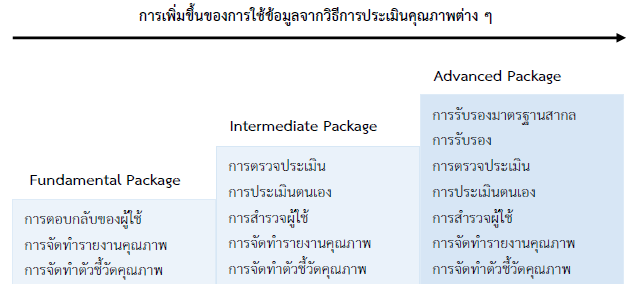 การเพิ่มขึ้นของการใช้ข้อมูลจากวิธีการประเมินคุณภาพต่าง ๆ
Fundamental Package
การตอบกลับของผู้ใช้
การจัดทำรายงานคุณภาพ
การจัดทำตัวชี้วัดคุณภาพ
Intermediate Package
การตรวจประเมิน
การประเมินตนเอง
การสำรวจผู้ใช้
การจัดทำรายงานคุณภาพ
การจัดทำตัวชี้วัดคุณภาพ
Advanced Package
การรับรองมาตรฐานสากล
การรับรอง
การตรวจประเมิน
การประเมินตนเอง
การสำรวจผู้ใช้
การจัดทำรายงานคุณภาพ
การจัดทำตัวชี้วัดคุณภาพ